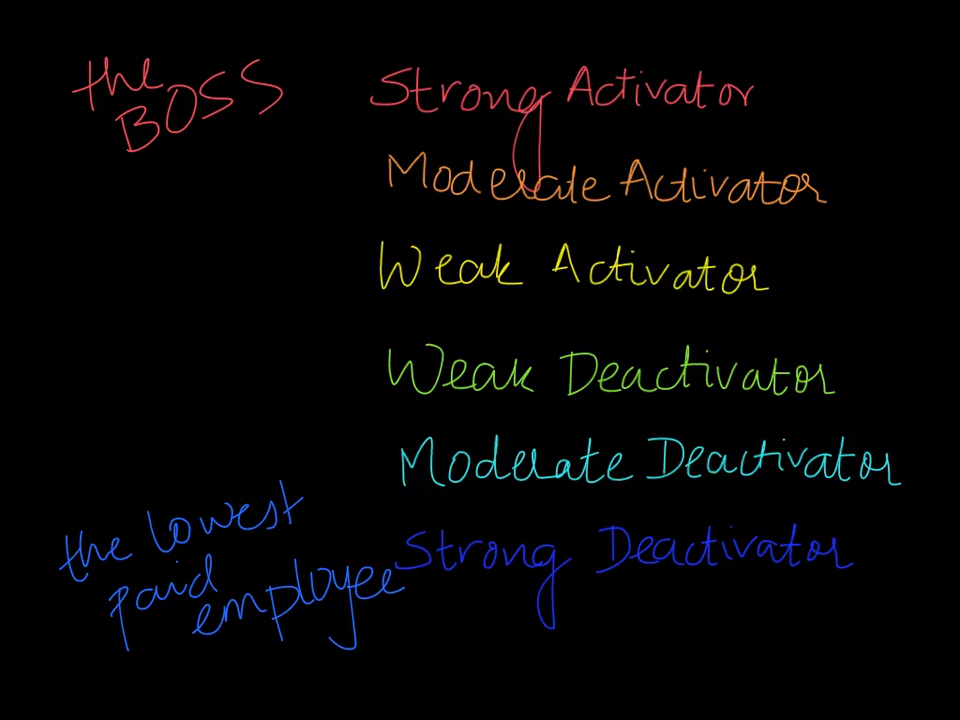 the
BOSS
Strong Activator
Moderate Activator
Weak Activator
Weak Deactivator
Moderate Deactivator
Strong Deactivator
the lowest
paid
employee